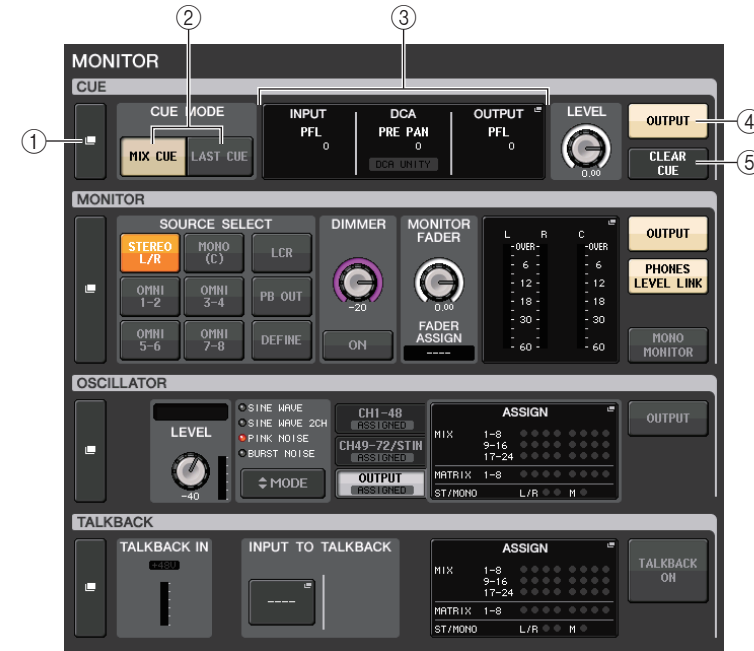 ② ③
MONITOR
CUE
① CUE MODE
MIX CUE LAST CUE
INPUT DCA OUTPUT
PFL PRE PAN PFL
0 0 0
DCA UNITY
LEVEL
0.00
OUTPUT ④
CLEAR CUE ⑤
MONITOR
SOURCE SELECT
STEREO L/R MONO (C) LCR
OMNI 1-2 OMNI 3-4 PB OUT
OMNI 5-6 OMNI 7-8 DEFINE
DIMMER
-20
ON
MONITOR FADER
0.00
FADER ASSIGN
----
L R C
-OVER- -OVER
- 6 - - 6
- 12 - - 12
- 18 - - 18
- 30 - - 30
- 60 - - 60
OUTPUT
PHONES LEVEL LINK
MONO MONITOR
OSCILLATOR
LEVEL
-40
SINE WAVE
SINE WAVE 2CH
PINK NOISE
BURST NOISE
MODE
CH1-48
ASSIGNED
CH49-72/STIN
ASSIGNED
OUTPUT
ASSIGNED
ASSIGN
MIX 1-8
9-16
17-24
MATRIX 1-8
ST/MONO L/R M
OUTPUT
TALKBACK
TALKBACK IN
+48V
INPUT TO TALKBACK
----
ASSIGN
MIX 1-8
9-16
17-24
MATRIX 1-8
ST/MONO L/R M
TALKBACK ON